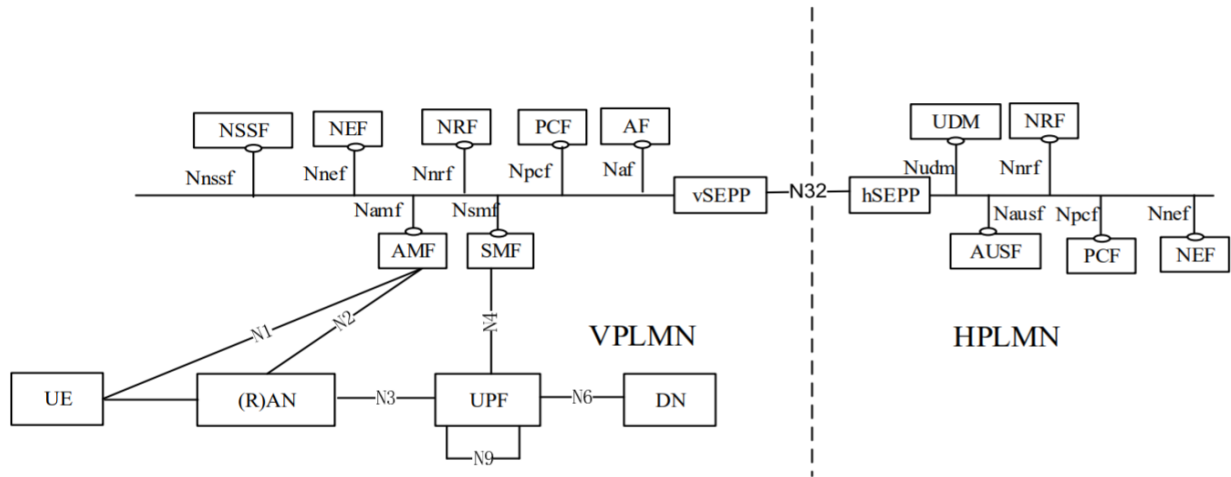 NSSF
NEF
NRF
PCF
AF
UDM
NRF
Nnssf
Nnef
Nnrf
Npcf
Naf
Nudm
Nnrf
vSEPP
N32
hSEPP
Namf
Nsmf
Nausf
Npcf
Nnef
AMF
SMF
AUSF
PCF
NEF
N1
N2
N4
VPLMN
HPLMN
UE
(R)AN
N3
UPF
N6
DN
N9